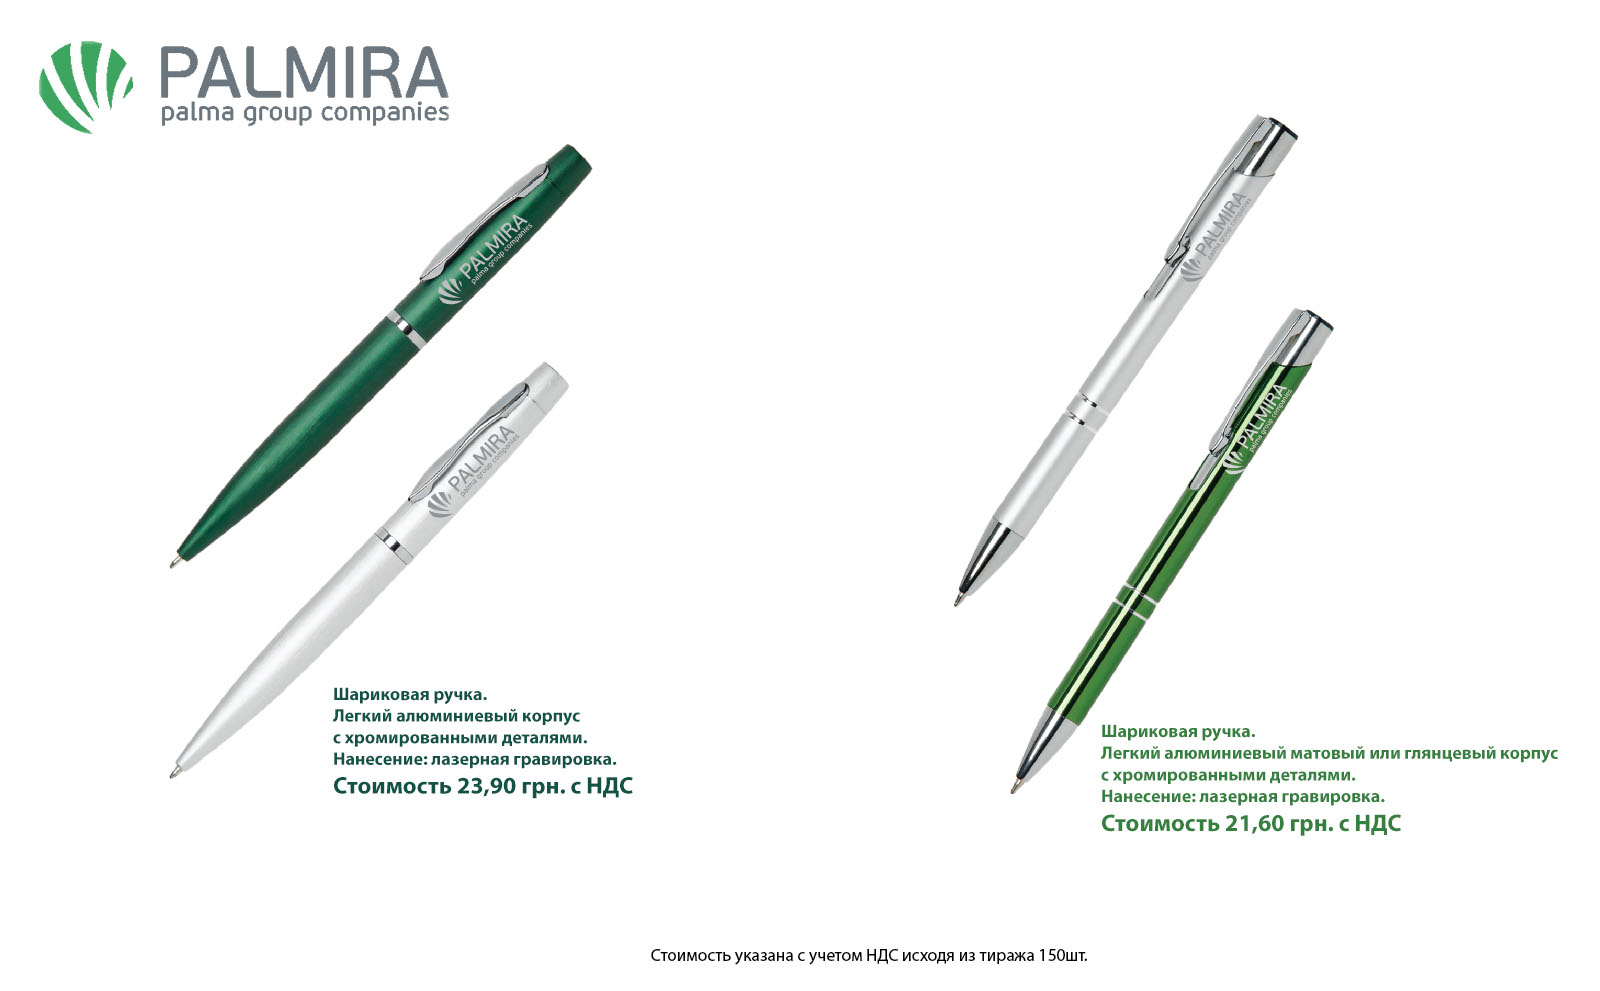 PALMIRA
palma group companies
PALMIRA
palma group companies
PALMIRA
palma group companies
PALMIRA
palma group companies
PALMIRA
palma group companies
Шариковая ручка.
Легкий алюминиевый корпус
с хромированными деталями.
Нанесение: лазерная гравировка.
Стоимость 23,90 грн. с НДС
Шариковая ручка.
Легкий алюминиевый матовый или глянцевый корпус
с хромированными деталями.
Нанесение: лазерная гравировка.
Стоимость 21,60 грн. с НДС
Стоимость указана с учетом НДС исходя из тиража 150шт.